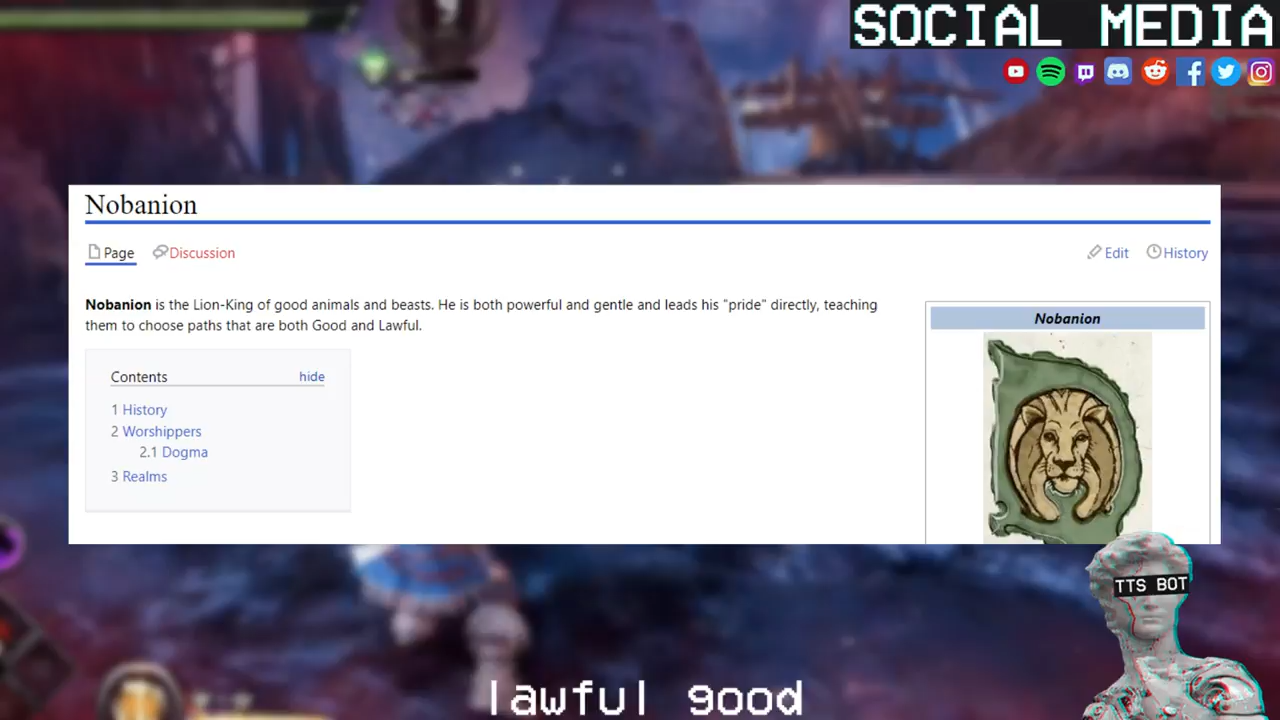 SOCIAL MEDIA
Nobanion
Page Discussion Edit History
Nobanion is the Lion-King of good animals and beasts. He is both powerful and gentle and leads his "pride" directly, teaching
them to choose paths that are both Good and Lawful.
Nobanion
Contents hide
1 History
2 Worshippers
2.1 Dogma
3 Realms
TTS BOT
lawful good